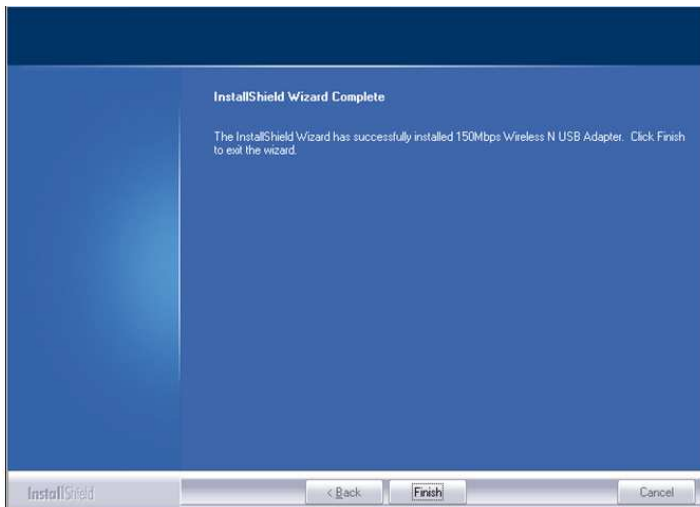 InstallShield Wizard Complete
The InstallShield Wizard has successfully installed 150Mbps Wireless N USB Adapter. Click Finish
to exit the wizard.
InstallShield
< Back
Finish
Cancel